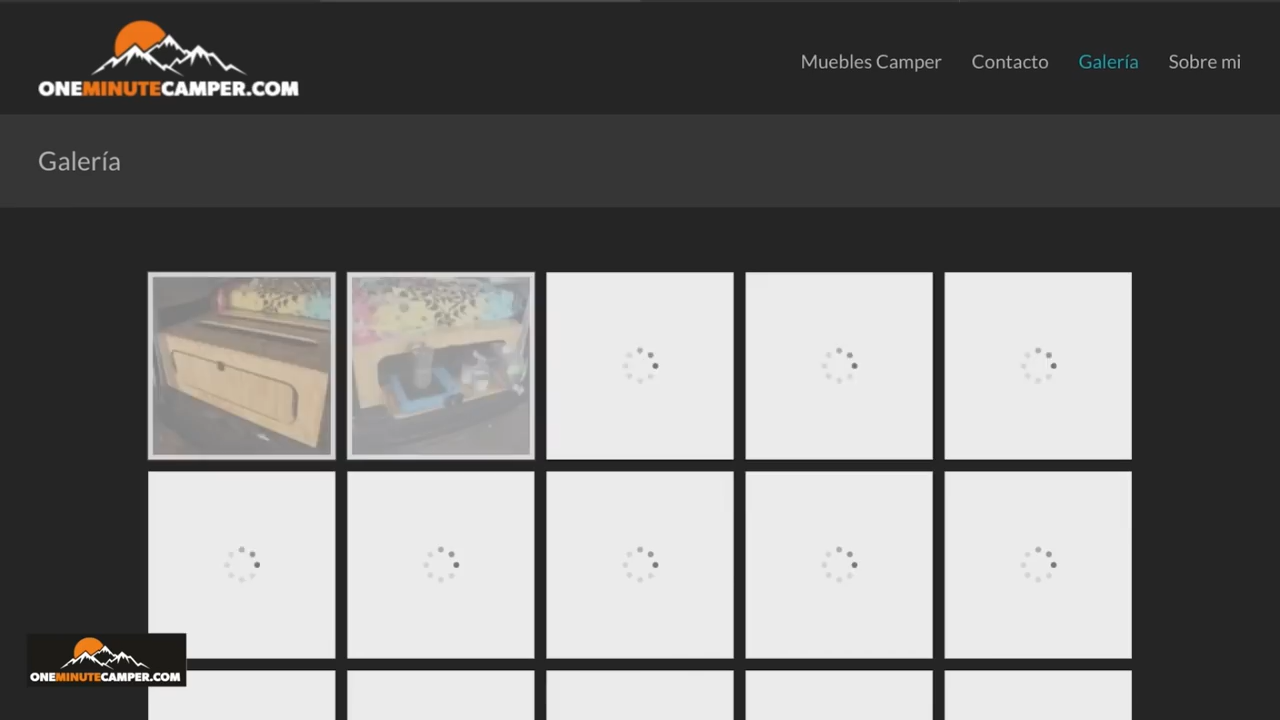 ONEMINUTECAMPER.COM
Muebles Camper
Contacto
Galería
Sobre mi
Galería
ONEMINUTECAMPER.COM